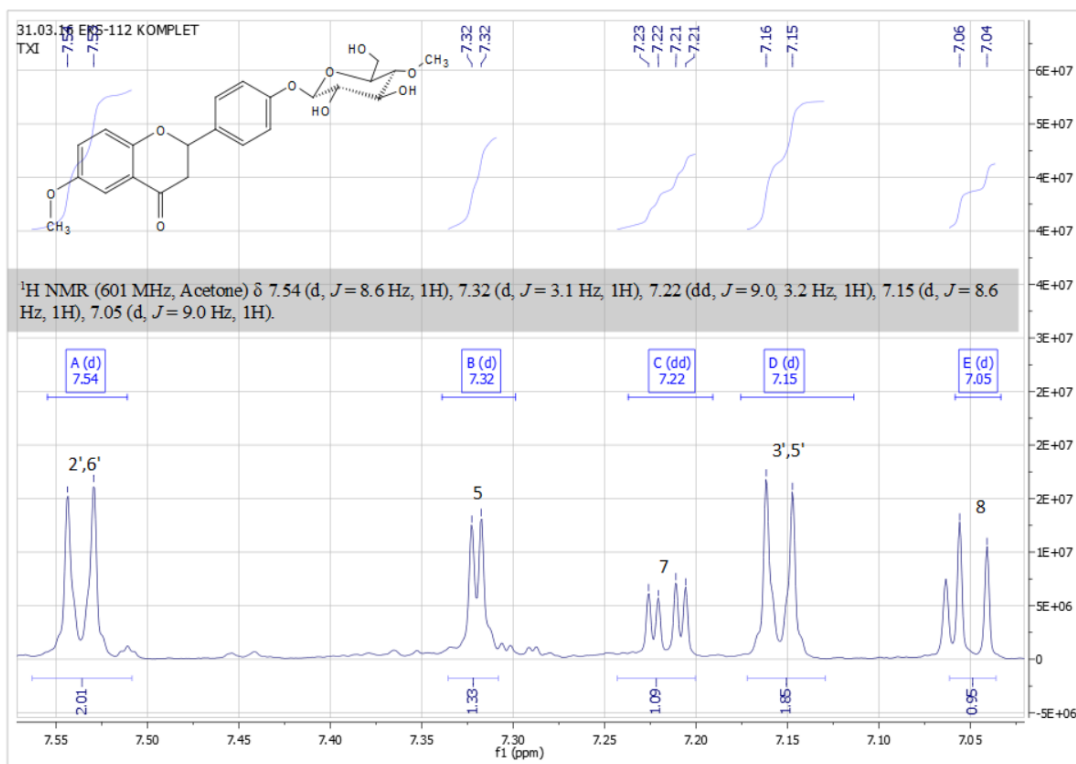 31.03.16 EKS-112 KOMPLET
TXI
7.54 7.53 7.32 7.32 7.23 7.22 7.21 7.21 7.16 7.15 7.06 7.04
HO
O CH3
O
O
OH
HO
O
O
O
CH3
6E+07
5E+07
4E+07
4E+07
4E+07
3E+07
2E+07
2E+07
2E+07
1E+07
5E+06
0
-5E+06
¹H NMR (601 MHz, Acetone) δ 7.54 (d, J = 8.6 Hz, 1H), 7.32 (d, J = 3.1 Hz, 1H), 7.22 (dd, J = 9.0, 3.2 Hz, 1H), 7.15 (d, J = 8.6
Hz, 1H), 7.05 (d, J = 9.0 Hz, 1H).
A (d) B (d) C (dd) D (d) E (d)
7.54 7.32 7.22 7.15 7.05
2',6' 5 7 3',5' 8
2.01 1.33 1.09 1.85 0.95
7.55 7.50 7.45 7.40 7.35 7.30 7.25 7.20 7.15 7.10 7.05
f1 (ppm)